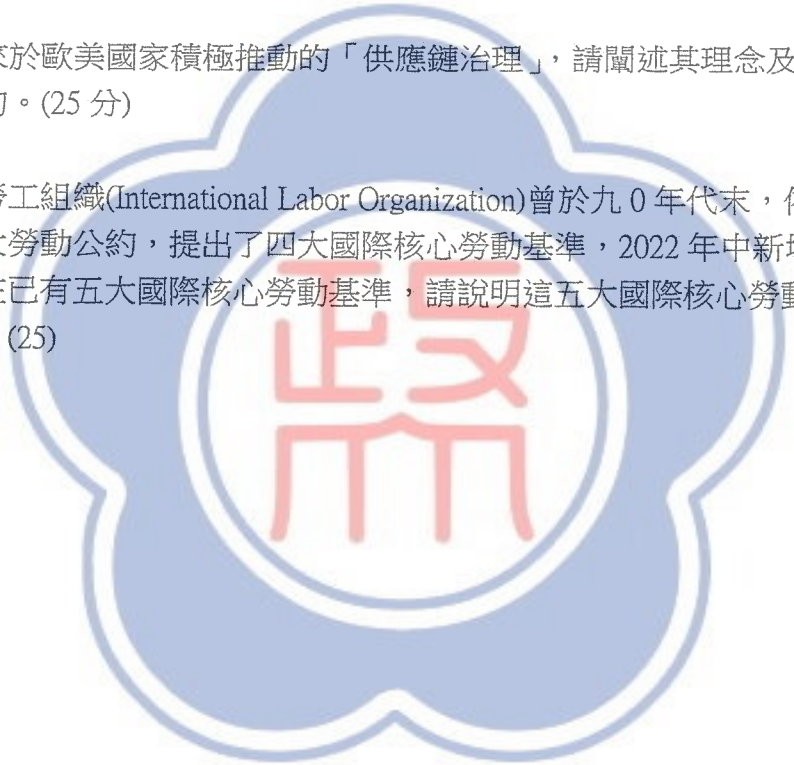 於歐美國家積極推動的「供應鏈治理」，請闡述其理念及
。(25 分)
工組織(International Labor Organization)曾於九 0 年代末，
勞動公約，提出了四大國際核心勞動基準，2022 年中新
已有五大國際核心勞動基準，請說明這五大國際核心勞
(25)
政大